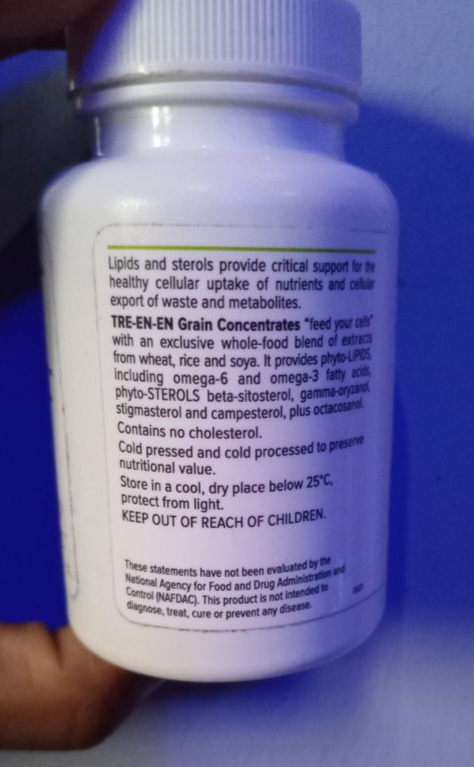 Lipids and sterols provide critical support for the
healthy cellular uptake of nutrients and cellular
export of waste and metabolites.
TRE-EN-EN Grain Concentrates "feed your cells"
with an exclusive whole-food blend of extracts
from wheat, rice and soya. It provides phyto-LIPIDS,
including omega-6 and omega-3 fatty acids,
phyto-STEROLS beta-sitosterol, gamma-oryzanol,
stigmasterol and campesterol, plus octacosanol.
Contains no cholesterol.
Cold pressed and cold processed to preserve
nutritional value.
Store in a cool, dry place below 25°C,
protect from light.
KEEP OUT OF REACH OF CHILDREN.
These statements have not been evaluated by the
National Agency for Food and Drug Administration and
Control (NAFDAC). This product is not intended to
diagnose, treat, cure or prevent any disease.